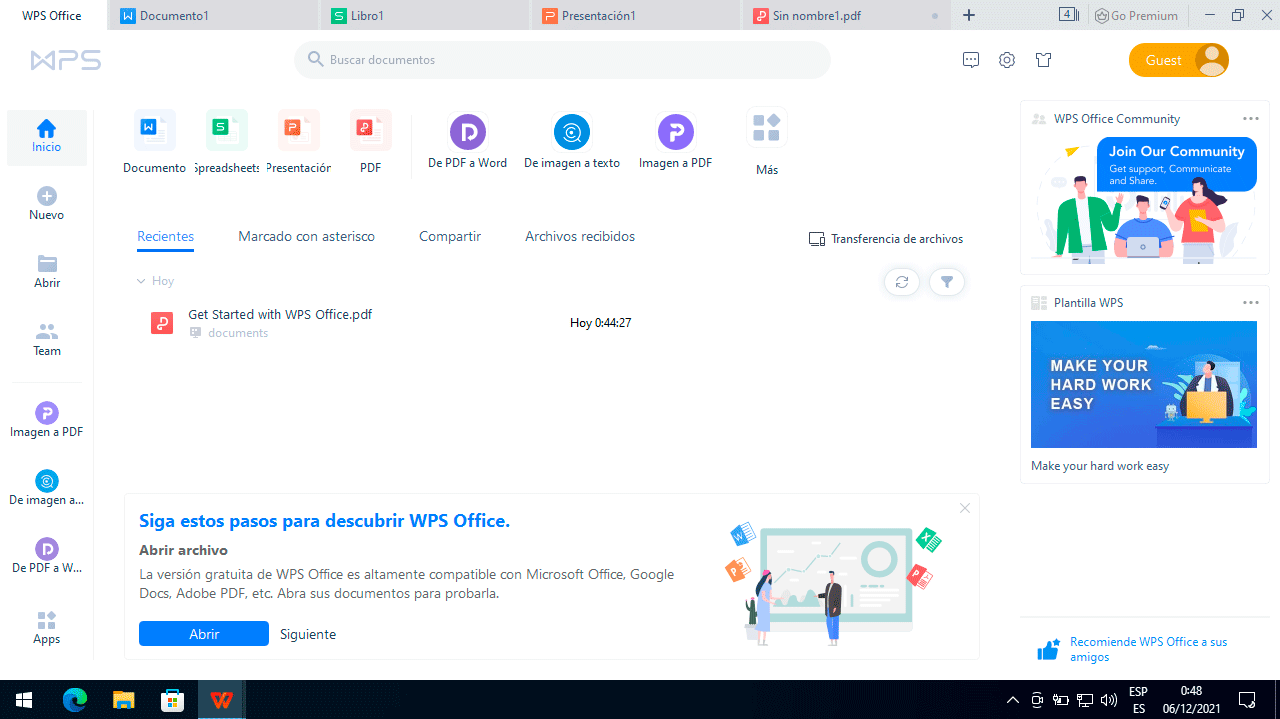 WPS Office
Documento1
Libro1
Presentación1
Sin nombre1.pdf
4
Go Premium
WPS
Buscar documentos
Guest
Inicio
Nuevo
Abrir
Team
Imagen a PDF
De imagen a...
De PDF a W...
Apps
Documento
Spreadsheets
Presentación
PDF
De PDF a Word
De imagen a texto
Imagen a PDF
Más
Recientes
Marcado con asterisco
Compartir
Archivos recibidos
Transferencia de archivos
Hoy
Get Started with WPS Office.pdf
documents
Hoy 0:44:27
Siga estos pasos para descubrir WPS Office.
Abrir archivo
La versión gratuita de WPS Office es altamente compatible con Microsoft Office, Google
Docs, Adobe PDF, etc. Abra sus documentos para probarla.
Abrir
Siguiente
WPS Office Community
Join Our Community
Get support, Communicate
and Share.
Plantilla WPS
MAKE YOUR
HARD WORK
EASY
Make your hard work easy
Recomiende WPS Office a sus
amigos
ESP
ES
0:48
06/12/2021